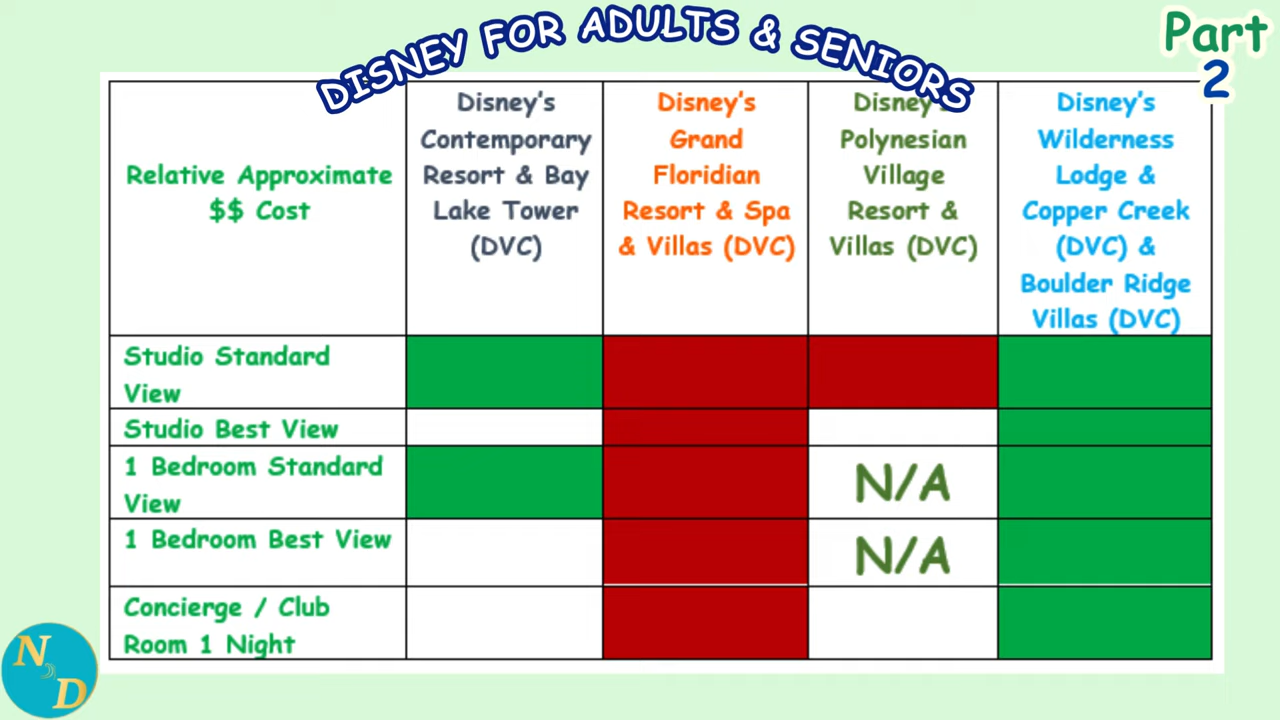 DISNEY FOR ADULTS & SENIORS
Part
2
Relative Approximate
$$ Cost
Disney's
Contemporary
Resort & Bay
Lake Tower
(DVC)
Disney's
Grand
Floridian
Resort & Spa
& Villas (DVC)
Disney's
Polynesian
Village
Resort &
Villas (DVC)
Disney's
Wilderness
Lodge &
Copper Creek
(DVC) &
Boulder Ridge
Villas (DVC)
Studio Standard
View
Studio Best View
1 Bedroom Standard
View
N/A
1 Bedroom Best View
N/A
Concierge / Club
Room 1 Night
N
D